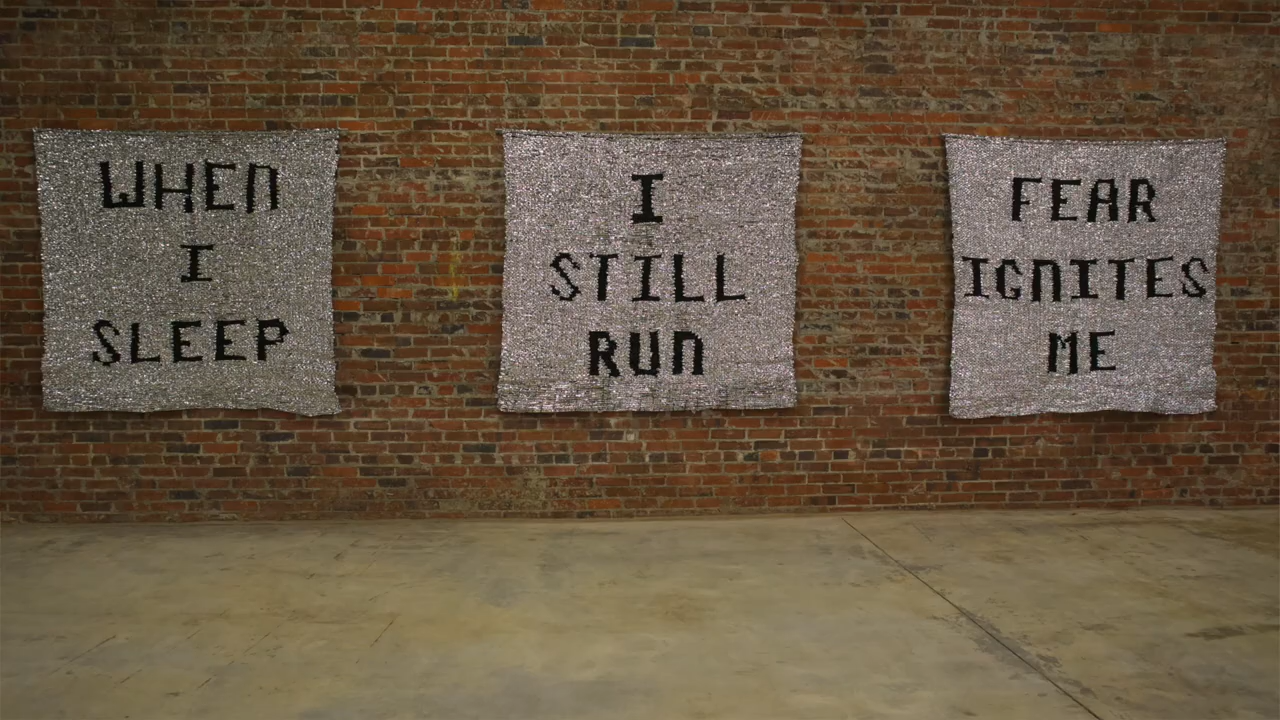 WHEN
I
SLEEP
I
STILL
RUN
FEAR
IGNITES
ME